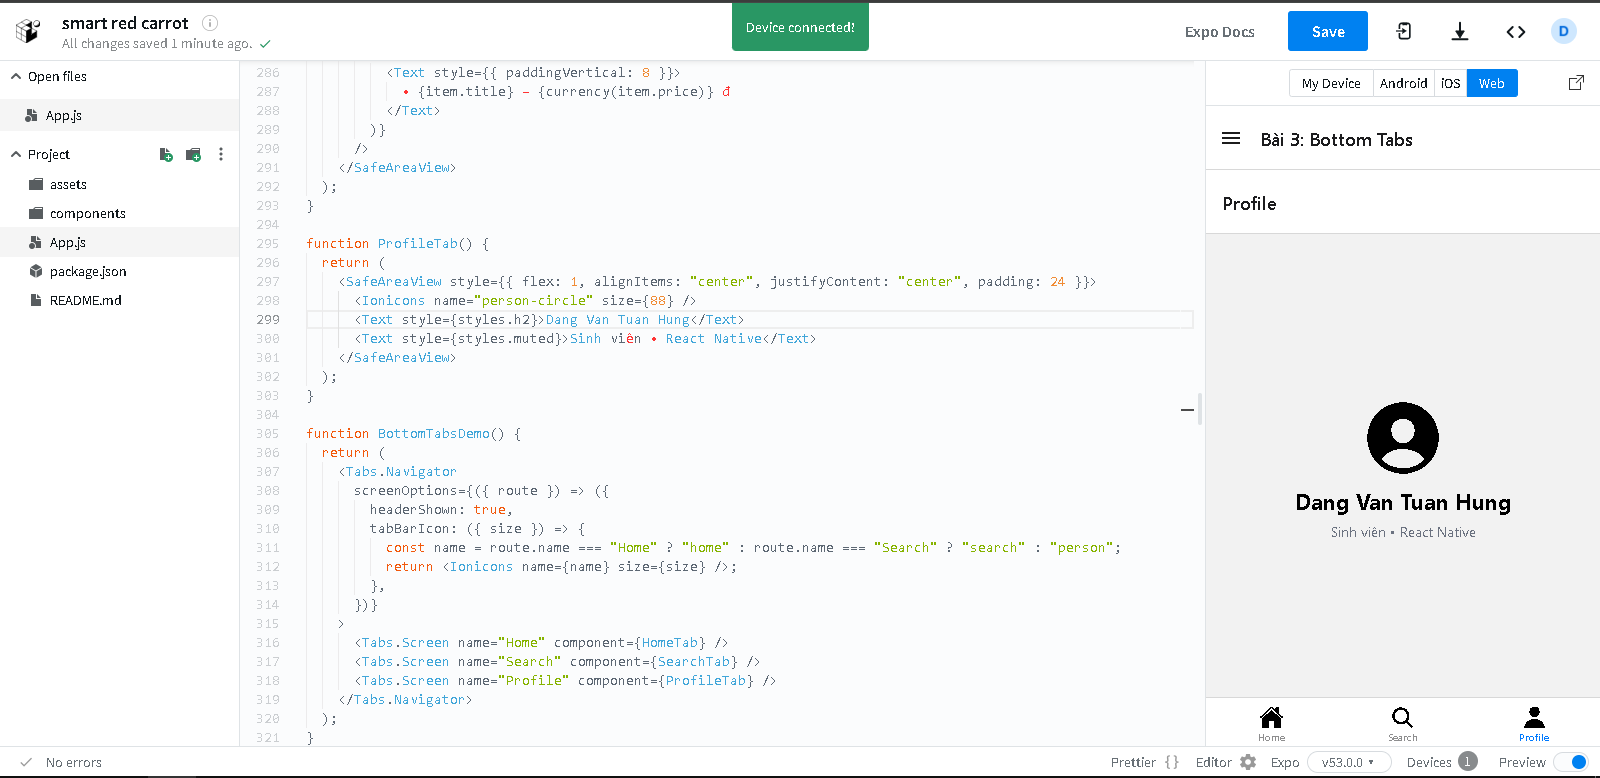 smart red carrot
All changes saved 1 minute ago.
Device connected!
Expo Docs
Save
D
Open files
App.js
Project
assets
components
App.js
package.json
README.md
286 <Text style={{ paddingVertical: 8 }}>
287 • {item.title} – {currency(item.price)} đ
288 </Text>
289 )}
290 />
291 </SafeAreaView>
292 );
293 }
294
295 function ProfileTab() {
296 return (
297 <SafeAreaView style={{ flex: 1, alignItems: "center", justifyContent: "center", padding: 24 }}>
298 <Ionicons name="person-circle" size={88} />
299 <Text style={styles.h2}>Dang Van Tuan Hung</Text>
300 <Text style={styles.muted}>Sinh viên • React Native</Text>
301 </SafeAreaView>
302 );
303 }
304
305 function BottomTabsDemo() {
306 return (
307 <Tabs.Navigator
308 screenOptions={({ route }) => ({
309 headerShown: true,
310 tabBarIcon: ({ size }) => {
311 const name = route.name === "Home" ? "home" : route.name === "Search" ? "search" : "person";
312 return <Ionicons name={name} size={size} />;
313 },
314 })}
315 >
316 <Tabs.Screen name="Home" component={HomeTab} />
317 <Tabs.Screen name="Search" component={SearchTab} />
318 <Tabs.Screen name="Profile" component={ProfileTab} />
319 </Tabs.Navigator>
320 );
321 }
My Device Android iOS Web
Bài 3: Bottom Tabs
Profile
Dang Van Tuan Hung
Sinh viên • React Native
Home Search Profile
No errors
Prettier {} Editor Expo v53.0.0 Devices 1 Preview